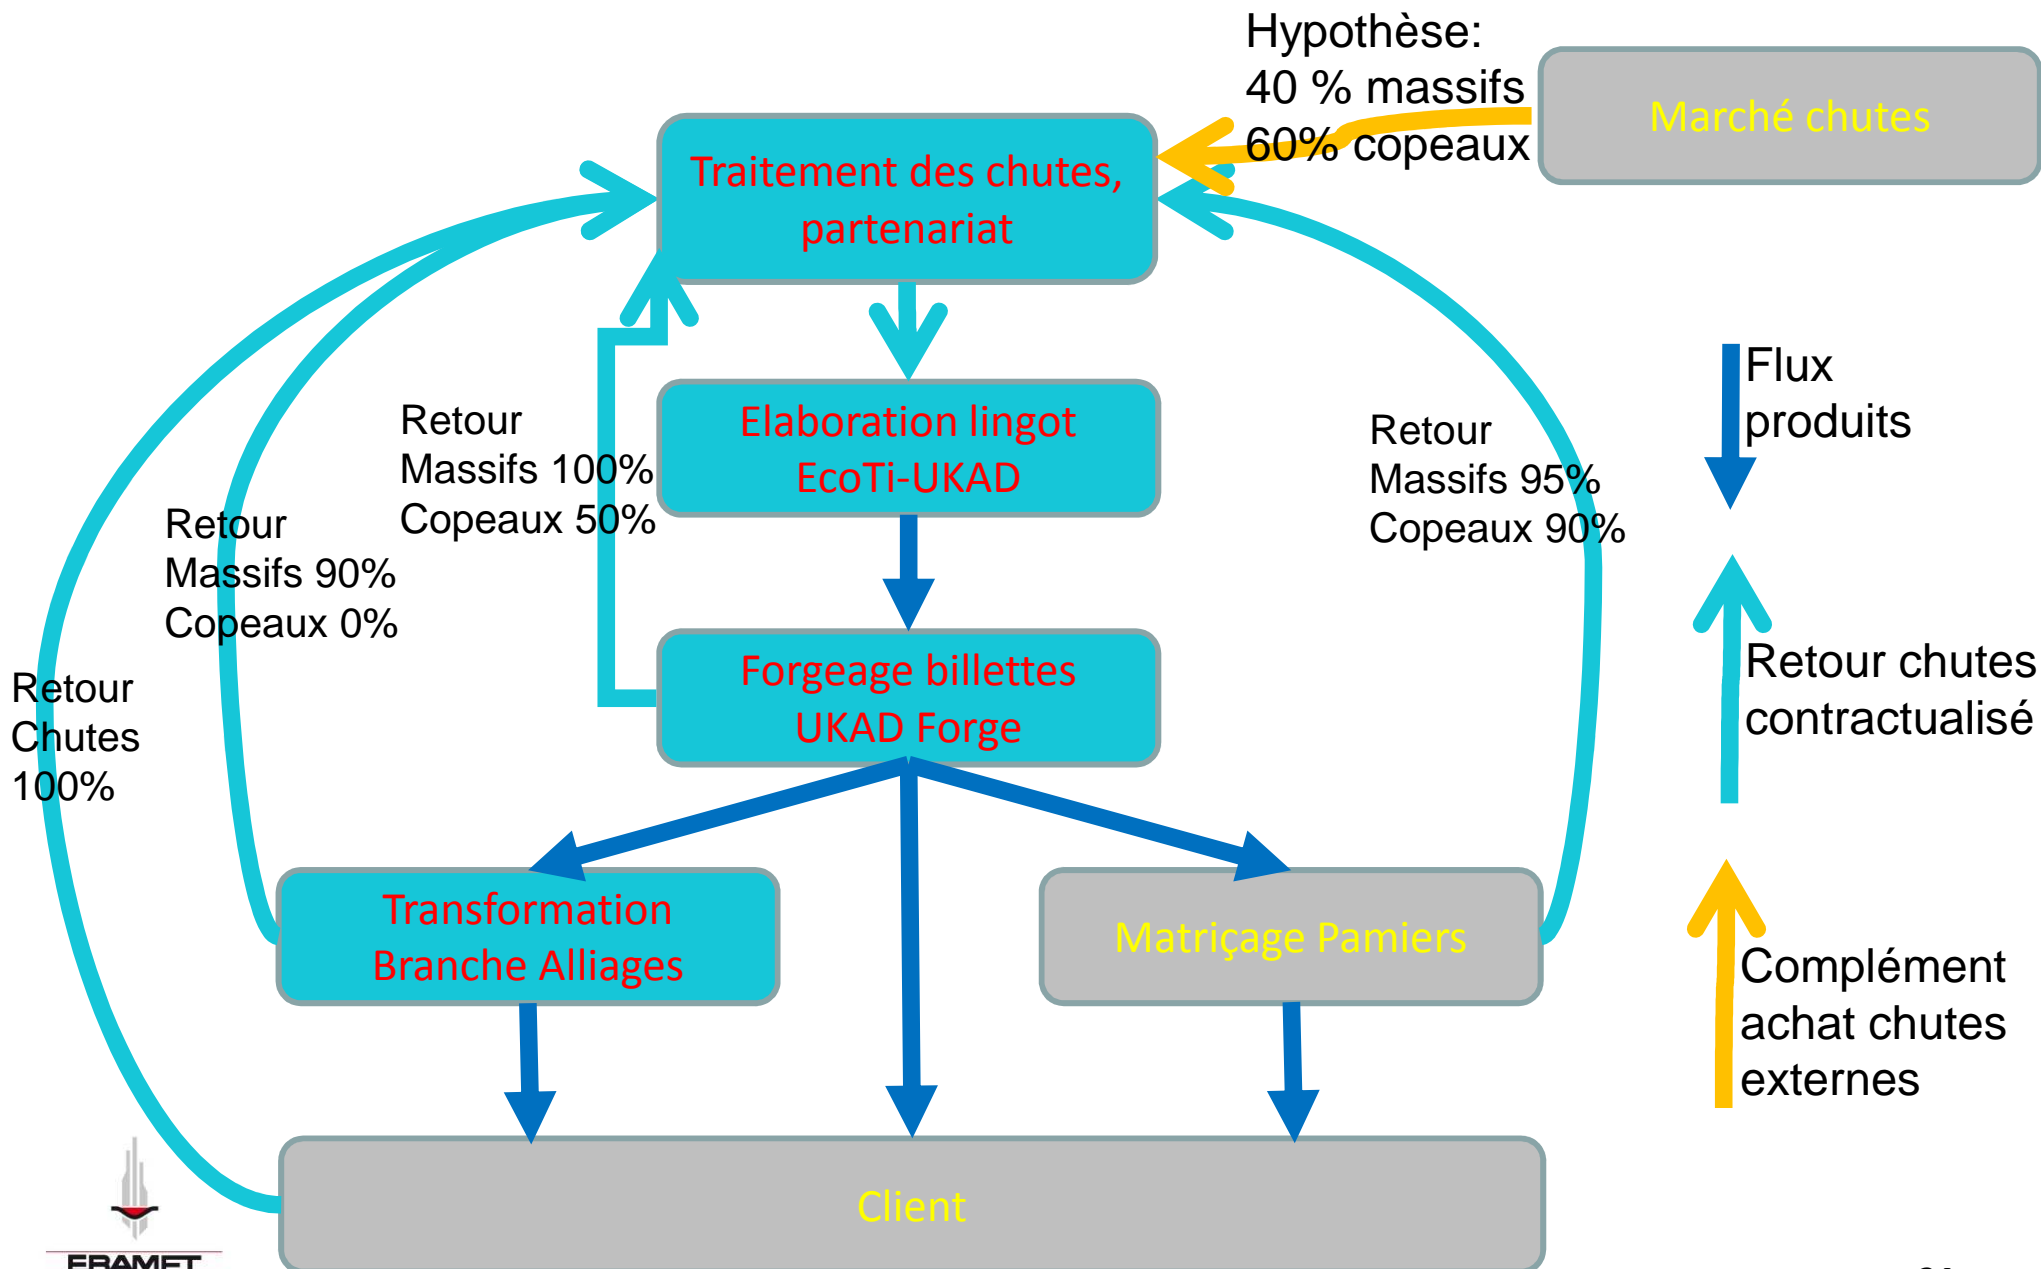 Hypothèse:
40 % massifs
60% copeaux
Marché chutes
Traitement des chutes,
partenariat
Flux
produits
Retour
Massifs 100%
Copeaux 50%
Elaboration lingot
EcoTi-UKAD
Retour
Massifs 95%
Copeaux 90%
Retour
Massifs 90%
Copeaux 0%
Retour
Chutes
100%
Forgeage billettes
UKAD Forge
Retour chutes
contractualisé
Transformation
Branche Alliages
Matriçage Pamiers
Complément
achat chutes
externes
Client
ERAMET